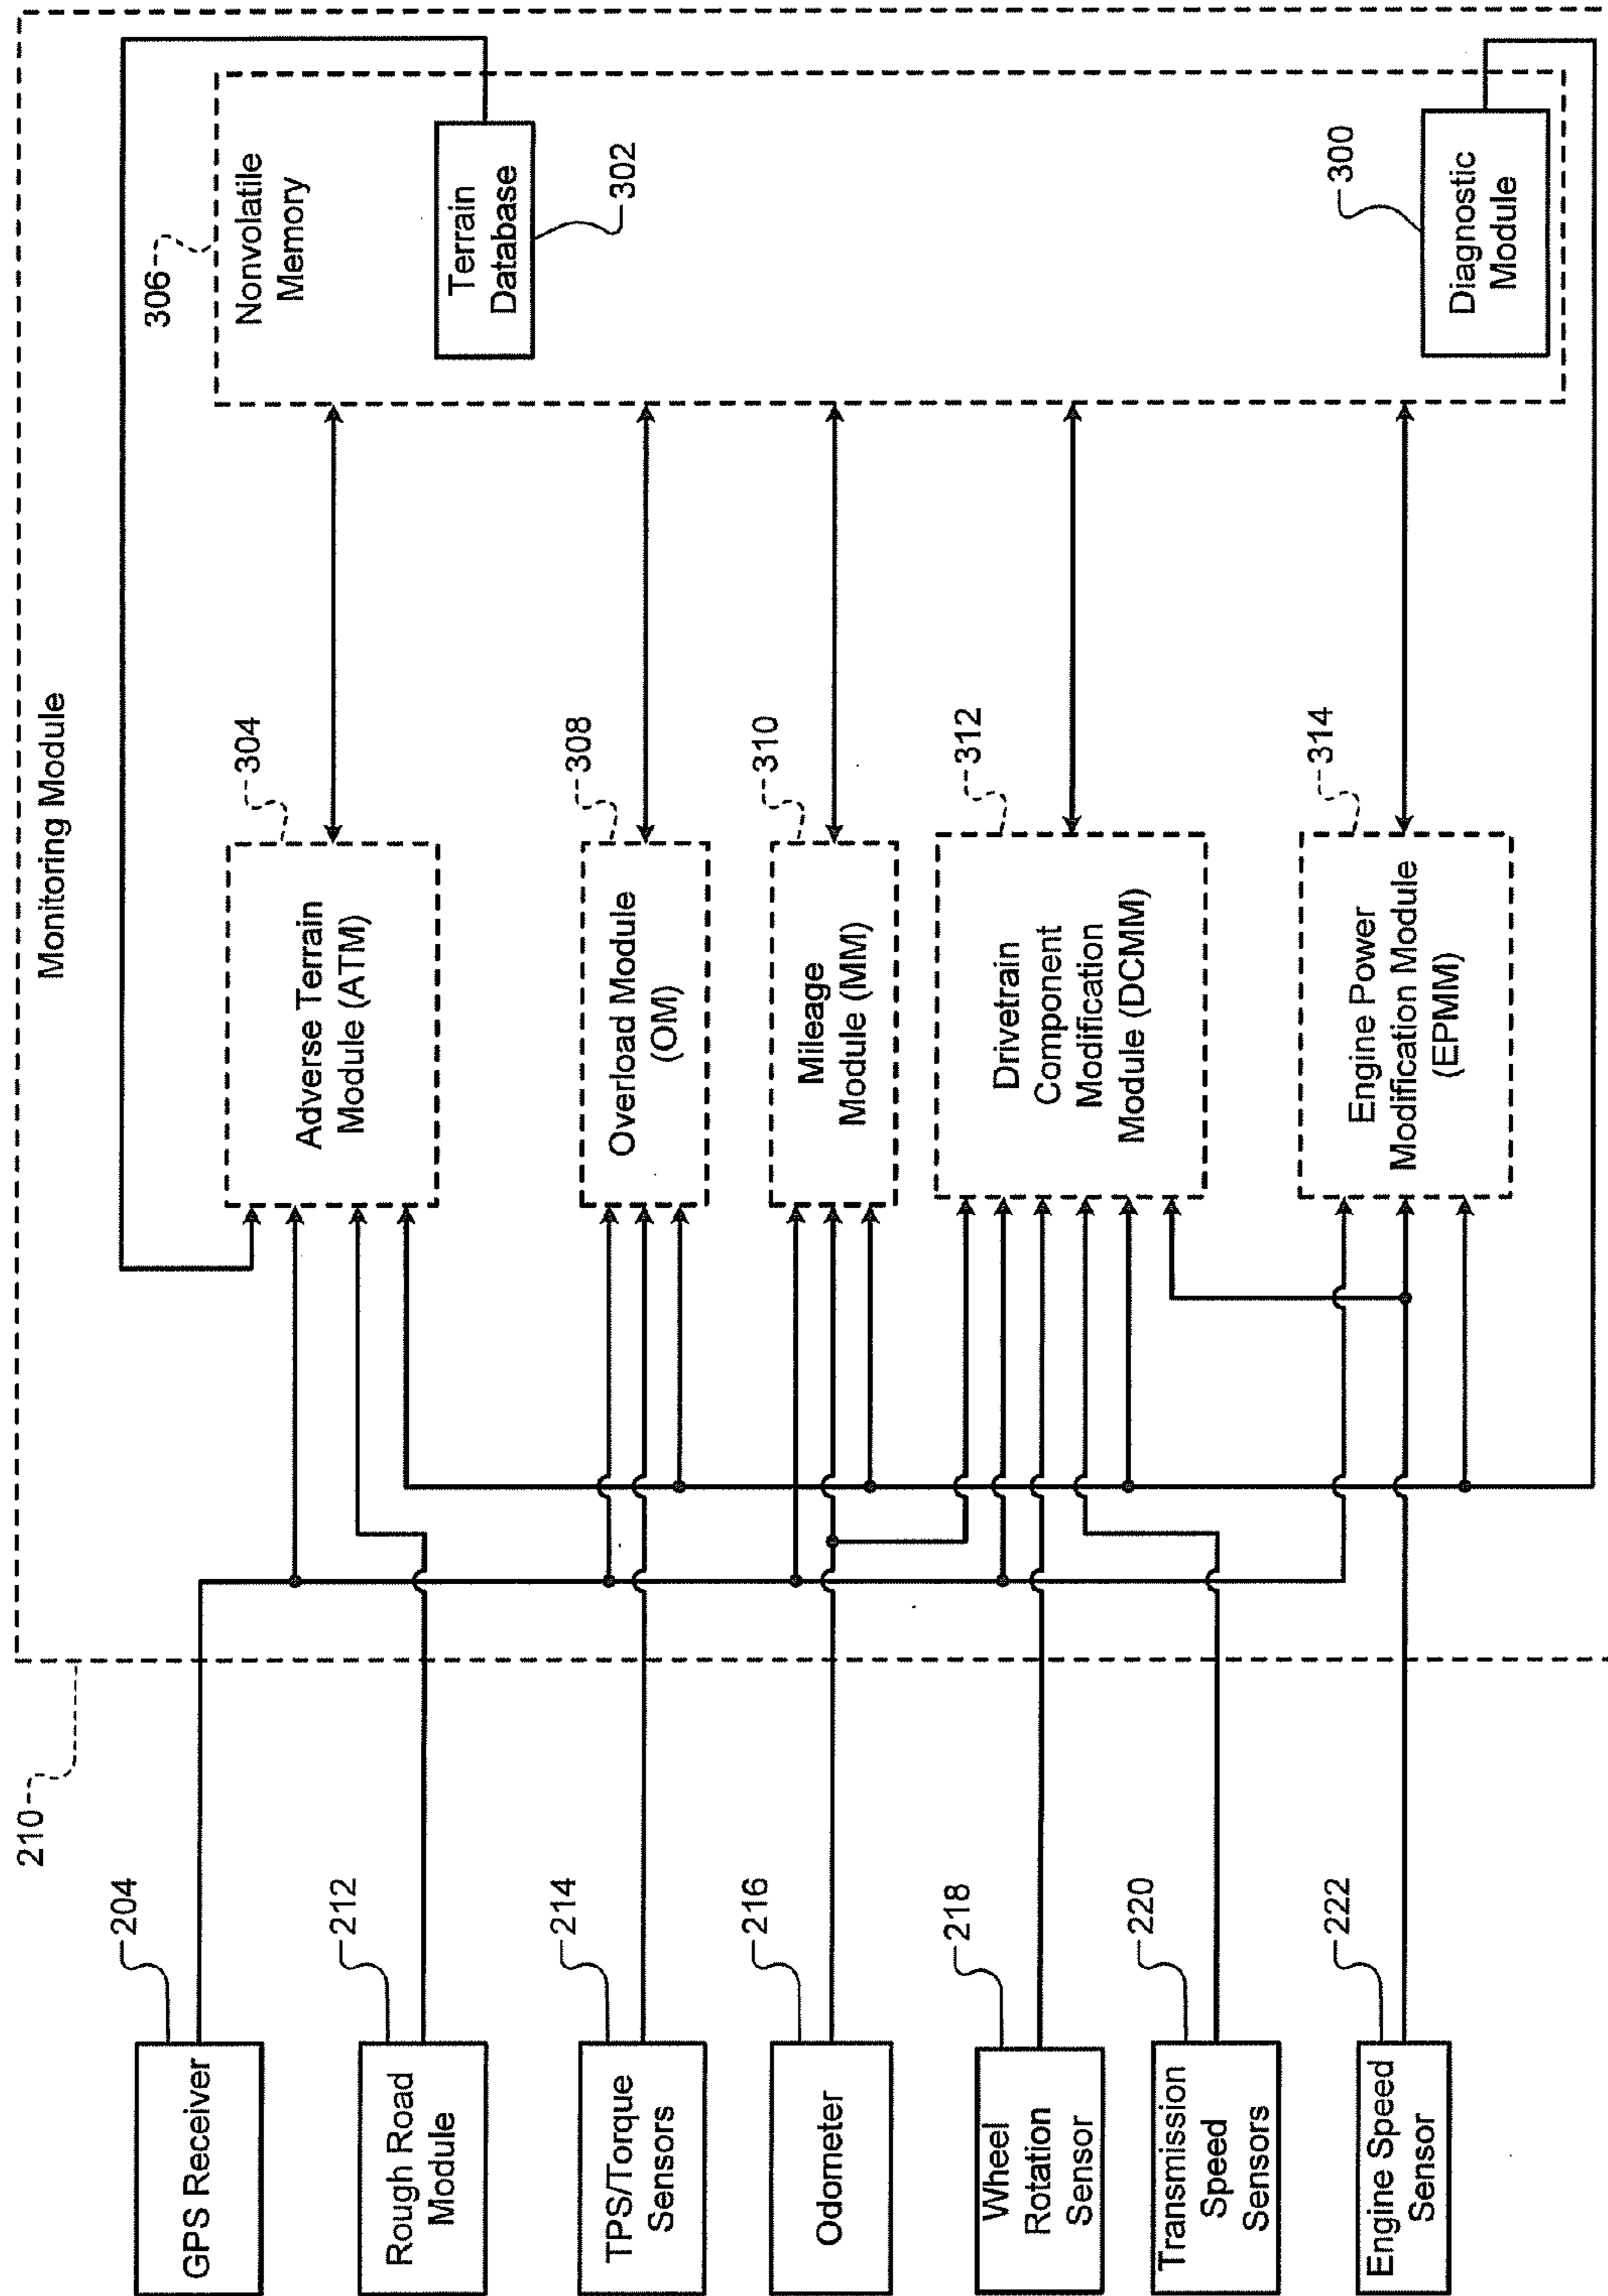 Monitoring Module
210
204
GPS Receiver
212
Rough Road
Module
214
TPS/Torque
Sensors
216
Odometer
218
Wheel
Rotation
Sensor
220
Transmission
Speed
Sensors
222
Engine Speed
Sensor
304
Adverse Terrain
Module (ATM)
308
Overload Module
(OM)
310
Mileage
Module (MM)
312
Drivetrain
Component
Modification
Module (DCMM)
314
Engine Power
Modification Module
(EPMM)
306
Nonvolatile
Memory
Terrain
Database
302
300
Diagnostic
Module